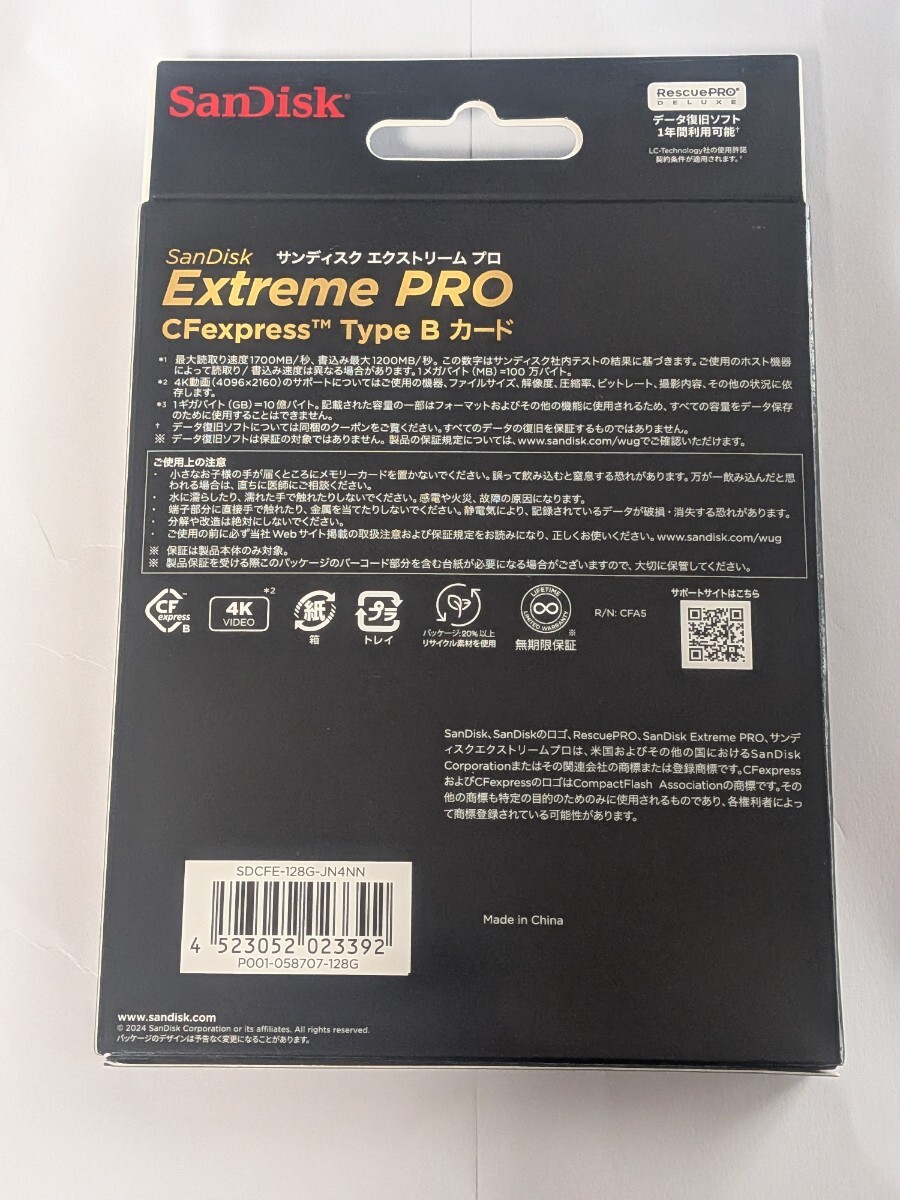 SanDisk®
RescuePRO®
DELUXE
データ復旧ソフト
1年間利用可能†
LC-Technology社の使用許諾
契約条件が適用されます。†
SanDisk サンディスク エクストリーム プロ
Extreme PRO
CFexpress™ Type B カード
*1 最大読取り速度1700MB/秒、書込み最大1200MB/秒。この数字はサンディスク社内テストの結果に基づきます。ご使用のホスト機器
によって読取り/書込み速度は異なる場合があります。1メガバイト(MB)=100万バイト。
*2 4K動画(4096×2160)のサポートについてはご使用の機器、ファイルサイズ、解像度、圧縮率、ビットレート、撮影内容、その他の状況に依
存します。
*3 1ギガバイト(GB)=10億バイト。記載された容量の一部はフォーマットおよびその他の機能に使用されるため、すべての容量をデータ保存
のために使用することはできません。
† データ復旧ソフトについては同梱のクーポンをご覧ください。すべてのデータの復旧を保証するものではありません。
※ データ復旧ソフトは保証の対象ではありません。製品の保証規定については、www.sandisk.com/wugでご確認いただけます。
ご使用上の注意
・ 小さなお子様の手が届くところにメモリーカードを置かないでください。誤って飲み込むと窒息する恐れがあります。万が一飲み込んだと思
われる場合は、直ちに医師にご相談ください。
・ 水に濡らしたり、濡れた手で触れたりしないでください。感電や火災、故障の原因になります。
・ 端子部分に直接手で触れたり、金属を当てたりしないでください。静電気により、記録されているデータが破損・消失する恐れがあります。
・ 分解や改造は絶対にしないでください。
・ ご使用の前に必ず当社Webサイト掲載の取扱注意および保証規定をお読みになり、正しくお使いください。www.sandisk.com/wug
※ 保証は製品本体のみ対象。
※ 製品保証を受ける際このパッケージのバーコード部分を含む台紙が必要になる場合がございますので、大切に保管してください。
CF
express
B
4K
VIDEO
*2
紙
箱
プラ
トレイ
パッケージ:20%以上
リサイクル素材を使用
LIFETIME
LIMITED WARRANTY
※
無期限保証
R/N: CFA5
サポートサイトはこちら
SanDisk、SanDiskのロゴ、RescuePRO、SanDisk Extreme PRO、サンデ
ィスクエクストリームプロは、米国およびその他の国におけるSanDisk
Corporationまたはその関連会社の商標または登録商標です。CFexpress
およびCFexpressのロゴはCompactFlash Associationの商標です。その
他の商標も特定の目的のためのみに使用されるものであり、各権利者によっ
て商標登録されている可能性があります。
SDCFE-128G-JN4NN
4 523052 023392
P001-058707-128G
Made in China
www.sandisk.com
© 2024 SanDisk Corporation or its affiliates. All rights reserved.
パッケージのデザインは予告なく変更になることがあります。